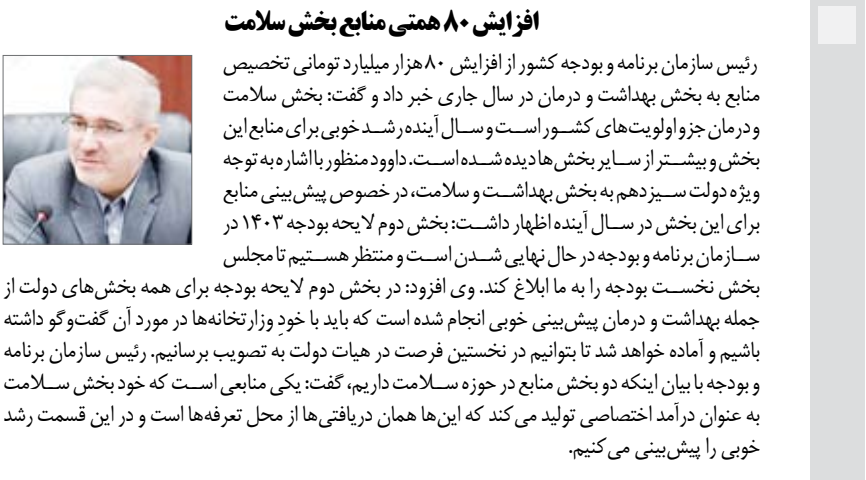 افزایش ۸۰ همتی منابع بخش سلامت
رئیس سازمان برنامه و بودجه کشور از افزایش ۸۰ هزار میلیارد تومانی تخصیص
منابع به بخش بهداشت و درمان در سال جاری خبر داد و گفت: بخش سلامت
و درمان جزو اولویت‌های کشور است و سال آینده رشد خوبی برای منابع این
بخش و بیشتر از سایر بخش‌ها دیده شده است. داوود منظور با اشاره به توجه
ویژه دولت سیزدهم به بخش بهداشت و سلامت، در خصوص پیش‌بینی منابع
برای این بخش در سال آینده اظهار داشت: بخش دوم لایحه بودجه ۱۴۰۳ در
سازمان برنامه و بودجه در حال نهایی شدن است و منتظر هستیم تا مجلس
بخش نخست بودجه را به ما ابلاغ کند. وی افزود: در بخش دوم لایحه بودجه برای همه بخش‌های دولت از
جمله بهداشت و درمان پیش‌بینی خوبی انجام شده است که باید با خودِ وزارتخانه‌ها در مورد آن گفت‌وگو داشته
باشیم و آماده خواهد شد تا بتوانیم در نخستین فرصت در هیات دولت به تصویب برسانیم. رئیس سازمان برنامه
و بودجه با بیان اینکه دو بخش منابع در حوزه سلامت داریم، گفت: یکی منابعی است که خود بخش سلامت
به عنوان درآمد اختصاصی تولید می‌کند که این‌ها همان دریافتی‌ها از محل تعرفه‌ها است و در این قسمت رشد
خوبی را پیش‌بینی می‌کنیم.